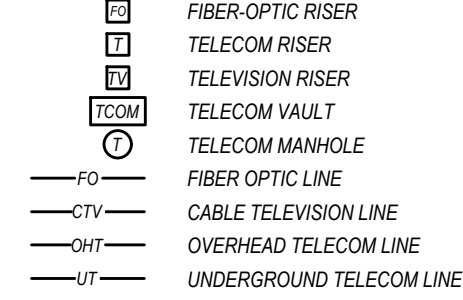 FO FIBER-OPTIC RISER
T TELECOM RISER
TV TELEVISION RISER
TCOM TELECOM VAULT
T TELECOM MANHOLE
FO FIBER OPTIC LINE
CTV CABLE TELEVISION LINE
OHT OVERHEAD TELECOM LINE
UT UNDERGROUND TELECOM LINE